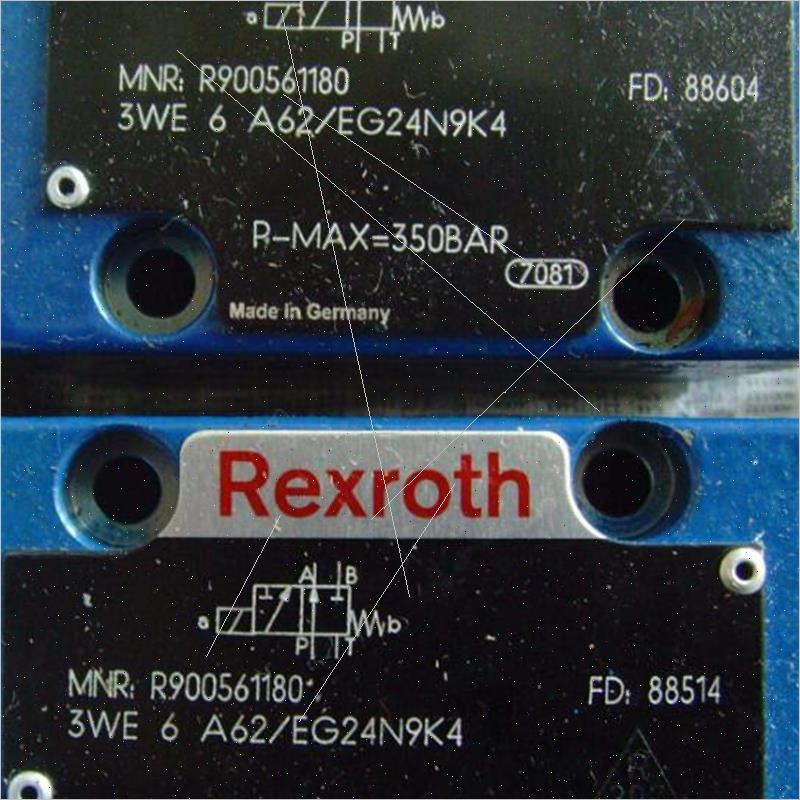 a b
P T
MNR: R900561180 FD: 88604
3WE 6 A62/EG24N9K4
P-MAX=350BAR
7081
Made In Germany
Rexroth
A B
a b
P T
MNR: R900561180 FD: 88514
3WE 6 A62/EG24N9K4